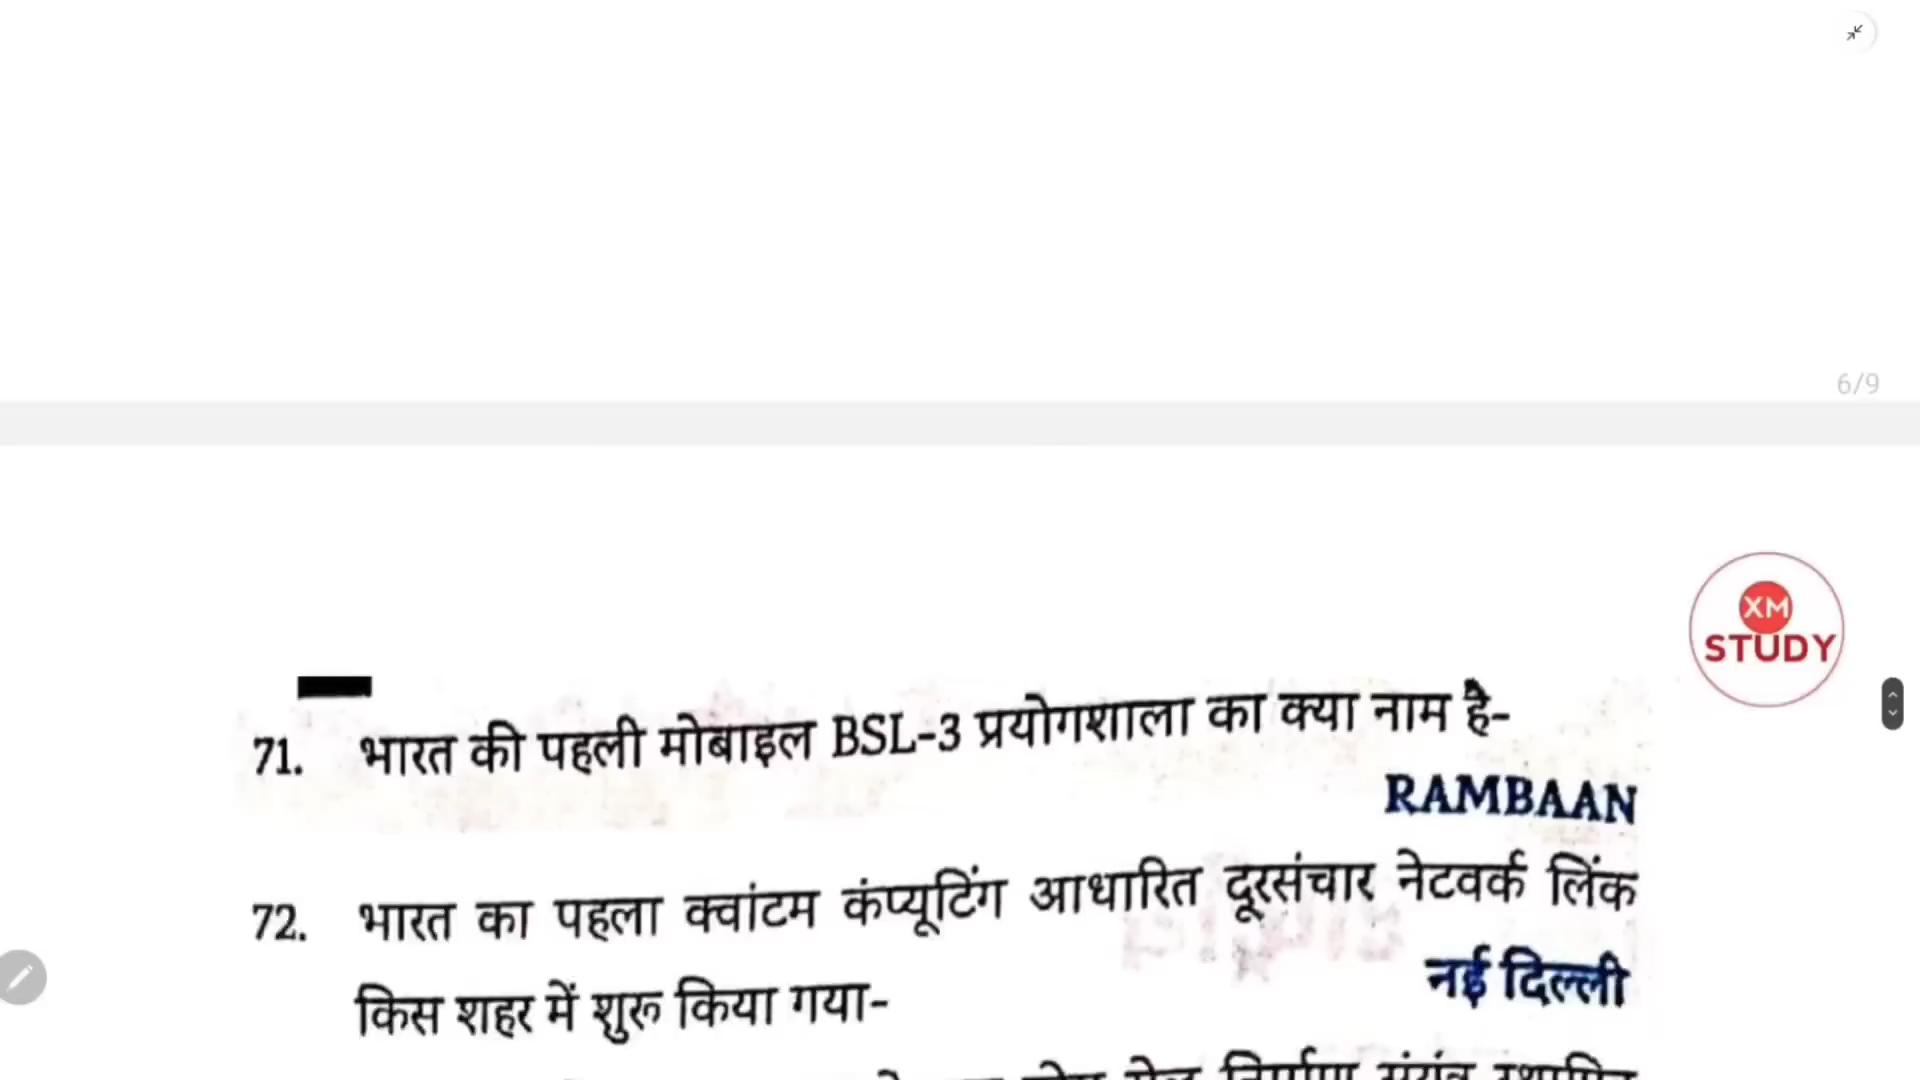 6/9
XM
STUDY
71. भारत की पहली मोबाइल BSL-3 प्रयोगशाला का क्या नाम है-
RAMBAAN
72. भारत का पहला क्वांटम कंप्यूटिंग आधारित दूरसंचार नेटवर्क लिंक
किस शहर में शुरू किया गया- नई दिल्ली